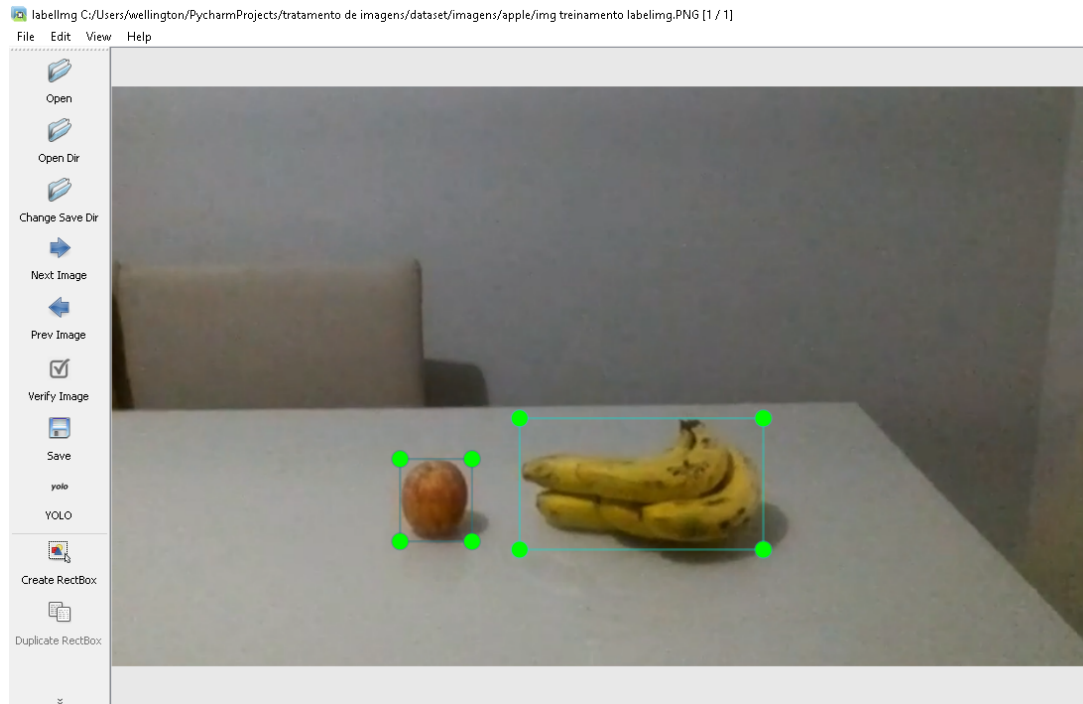 labelImg C:/Users/wellington/PycharmProjects/tratamento de imagens/dataset/imagens/apple/img treinamento labelimg.PNG [1 / 1]
File Edit View Help
Open
Open Dir
Change Save Dir
Next Image
Prev Image
Verify Image
Save
yolo
YOLO
Create RectBox
Duplicate RectBox